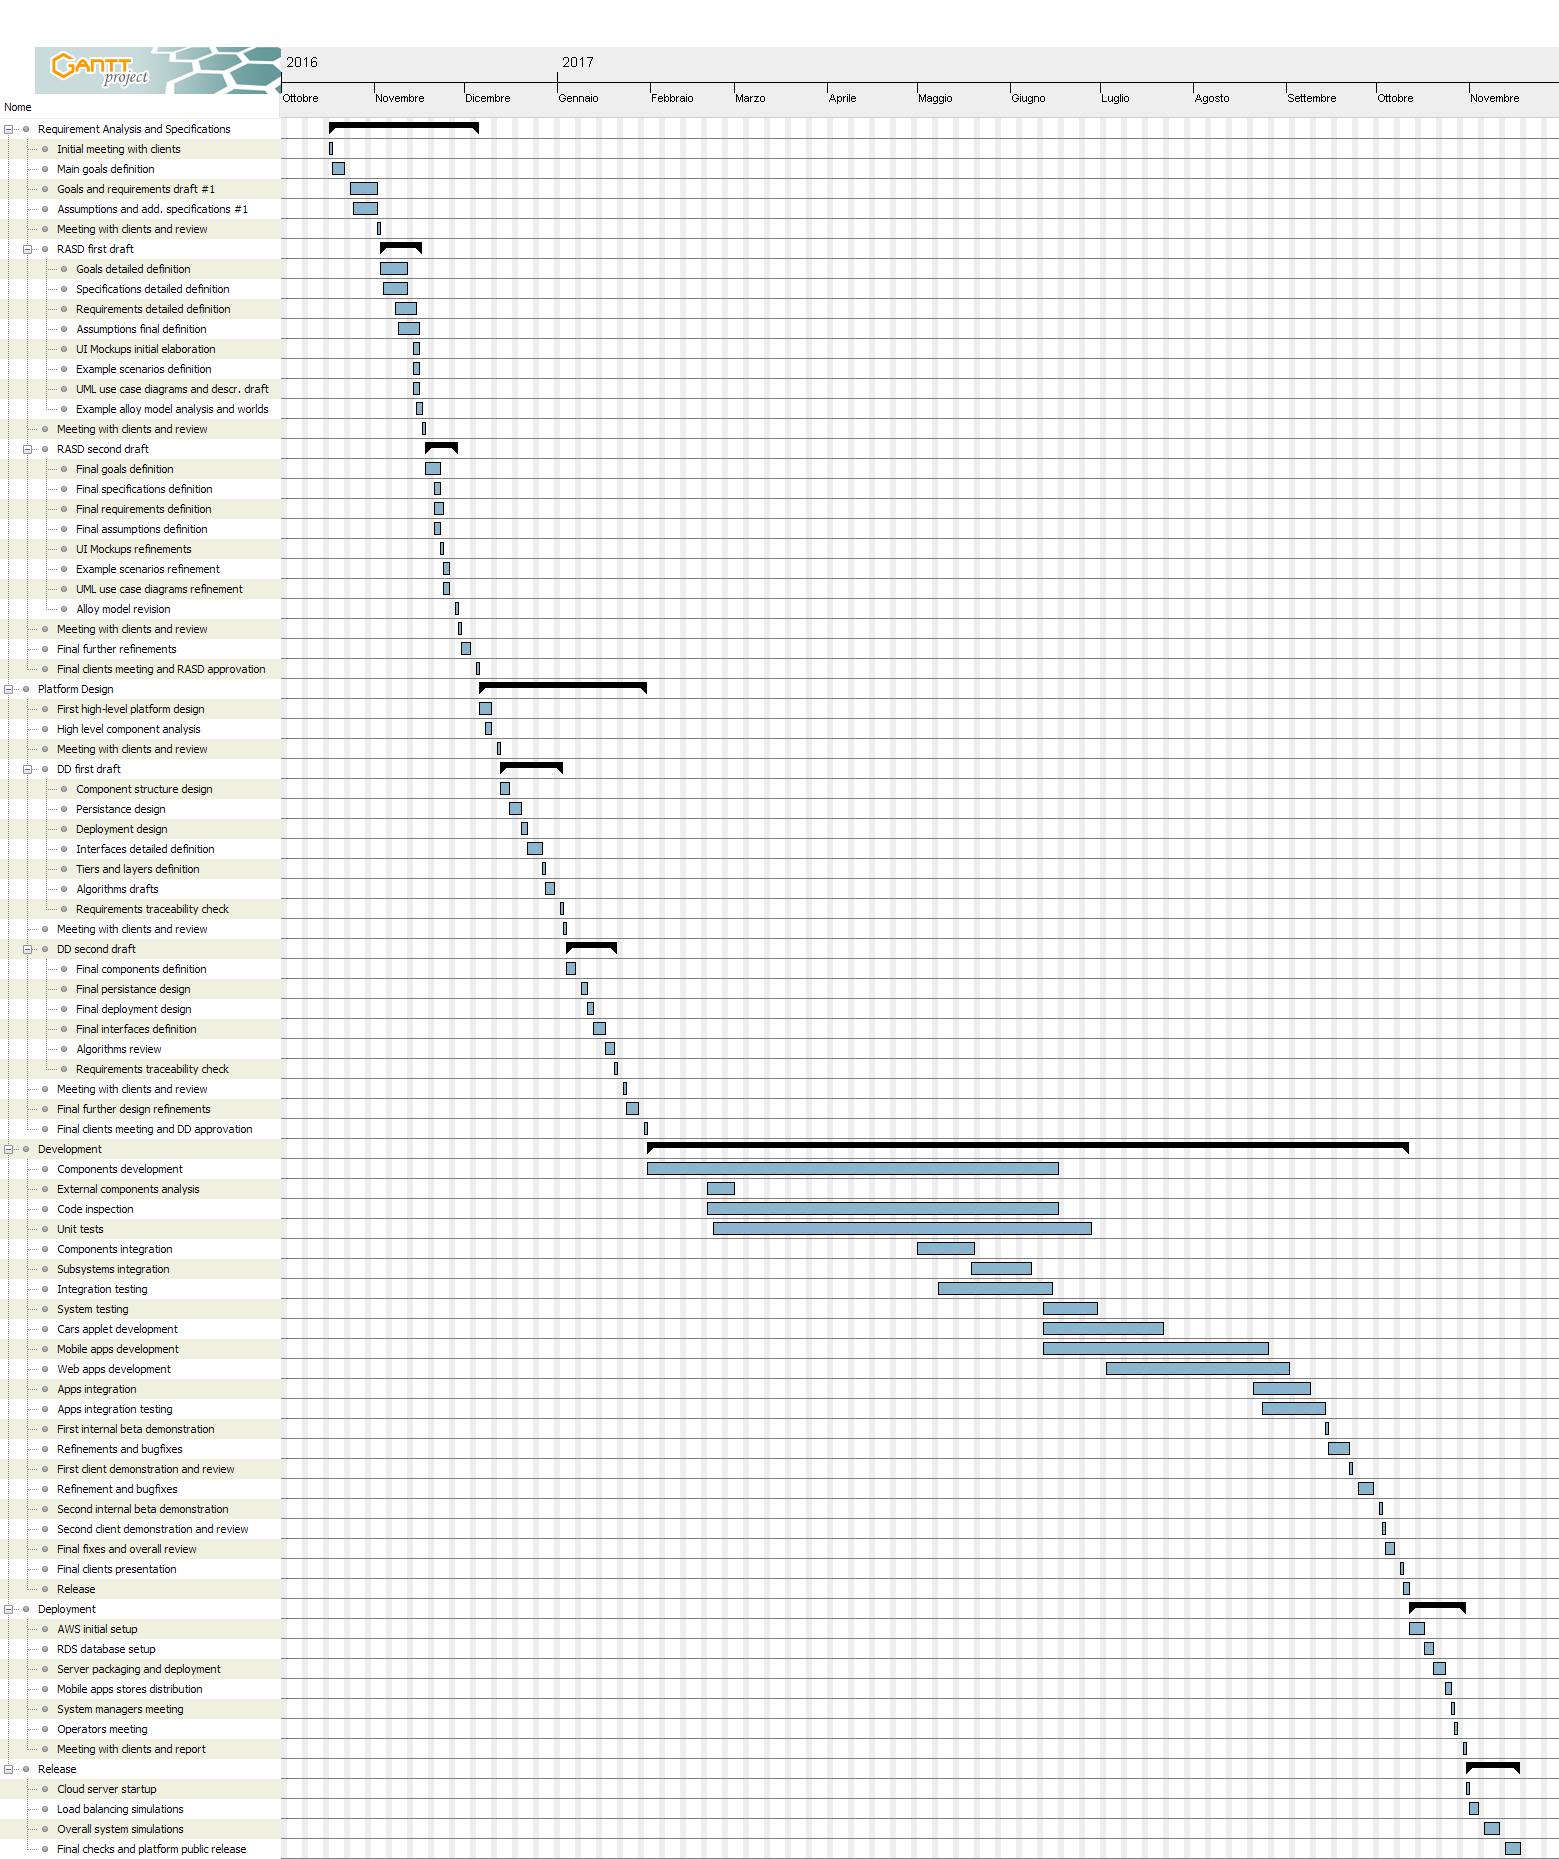 GANTT
project
2016
2017
Ottobre Novembre Dicembre Gennaio Febbraio Marzo Aprile Maggio Giugno Luglio Agosto Settembre Ottobre Novembre
Nome
Requirement Analysis and Specifications
Initial meeting with clients
Main goals definition
Goals and requirements draft #1
Assumptions and add. specifications #1
Meeting with clients and review
RASD first draft
Goals detailed definition
Specifications detailed definition
Requirements detailed definition
Assumptions final definition
UI Mockups initial elaboration
Example scenarios definition
UML use case diagrams and descr. draft
Example alloy model analysis and worlds
Meeting with clients and review
RASD second draft
Final goals definition
Final specifications definition
Final requirements definition
Final assumptions definition
UI Mockups refinements
Example scenarios refinement
UML use case diagrams refinement
Alloy model revision
Meeting with clients and review
Final further refinements
Final clients meeting and RASD approvation
Platform Design
First high-level platform design
High level component analysis
Meeting with clients and review
DD first draft
Component structure design
Persistance design
Deployment design
Interfaces detailed definition
Tiers and layers definition
Algorithms drafts
Requirements traceability check
Meeting with clients and review
DD second draft
Final components definition
Final persistance design
Final deployment design
Final interfaces definition
Algorithms review
Requirements traceability check
Meeting with clients and review
Final further design refinements
Final clients meeting and DD approvation
Development
Components development
External components analysis
Code inspection
Unit tests
Components integration
Subsystems integration
Integration testing
System testing
Cars applet development
Mobile apps development
Web apps development
Apps integration
Apps integration testing
First internal beta demonstration
Refinements and bugfixes
First client demonstration and review
Refinement and bugfixes
Second internal beta demonstration
Second client demonstration and review
Final fixes and overall review
Final clients presentation
Release
Deployment
AWS initial setup
RDS database setup
Server packaging and deployment
Mobile apps stores distribution
System managers meeting
Operators meeting
Meeting with clients and report
Release
Cloud server startup
Load balancing simulations
Overall system simulations
Final checks and platform public release